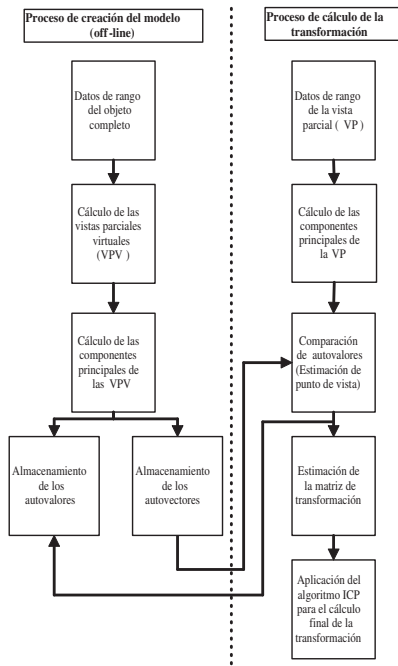 Proceso de creación del modelo
(off-line)
Datos de rango
del objeto
completo
Cálculo de las
vistas parciales
virtuales
(VPV )
Cálculo de las
componentes
principales de
las VPV
Almacenamiento
de los
autovalores
Almacenamiento
de los
autovectores
Proceso de cálculo de la
transformación
Datos de rango
de la vista
parcial ( VP )
Cálculo de las
componentes
principales de
la VP
Comparación
de autovalores
(Estimación de
punto de vista)
Estimación de
la matriz de
transformación
Aplicación del
algoritmo ICP
para el cálculo
final de la
transformación